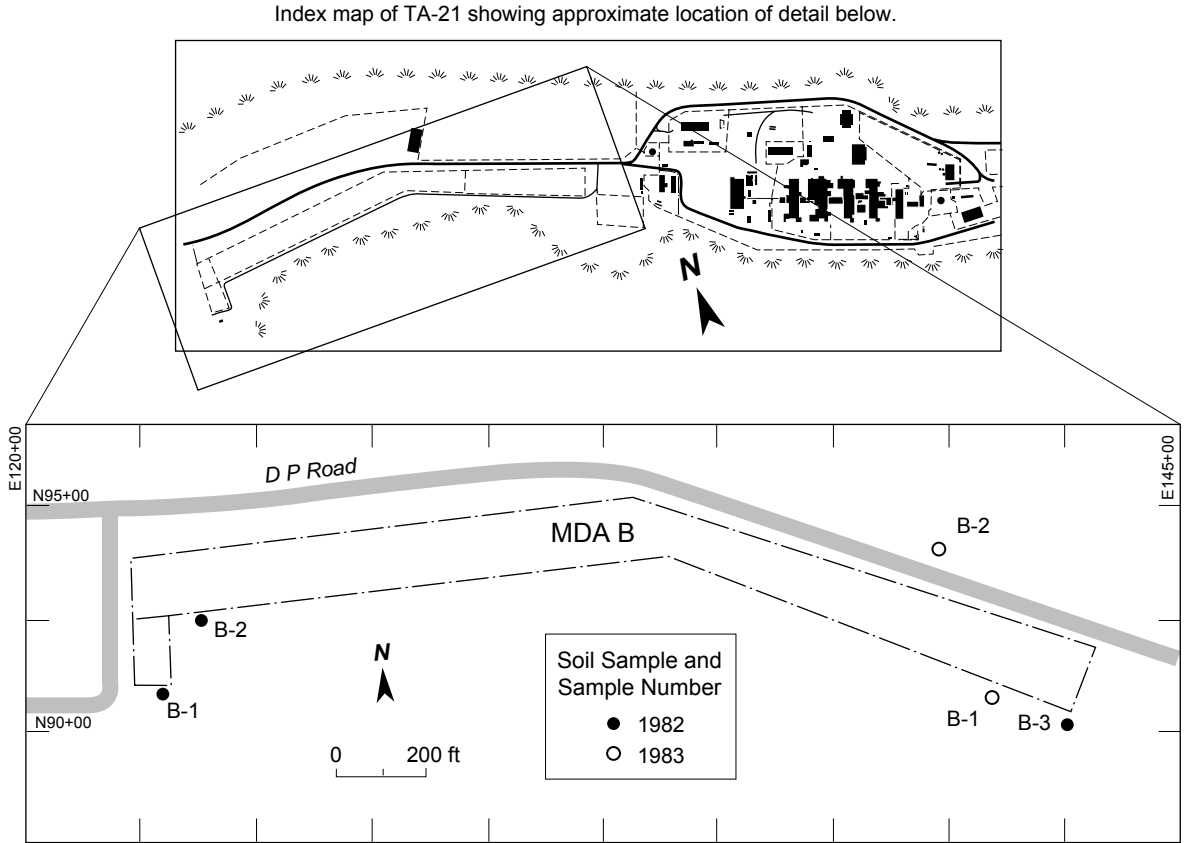 Index map of TA-21 showing approximate location of detail below.
N
E120+00
E145+00
N95+00
D P Road
MDA B
B-2
B-2
B-1
N
N90+00
0 200 ft
Soil Sample and
Sample Number
1982
1983
B-1
B-3